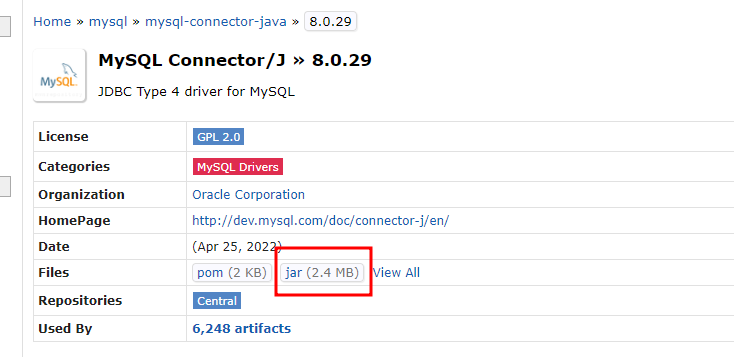 Home » mysql » mysql-connector-java » 8.0.29
MySQL
MySQL Connector/J » 8.0.29
JDBC Type 4 driver for MySQL
License GPL 2.0
Categories MySQL Drivers
Organization Oracle Corporation
HomePage http://dev.mysql.com/doc/connector-j/en/
Date (Apr 25, 2022)
Files pom (2 KB) jar (2.4 MB) View All
Repositories Central
Used By 6,248 artifacts